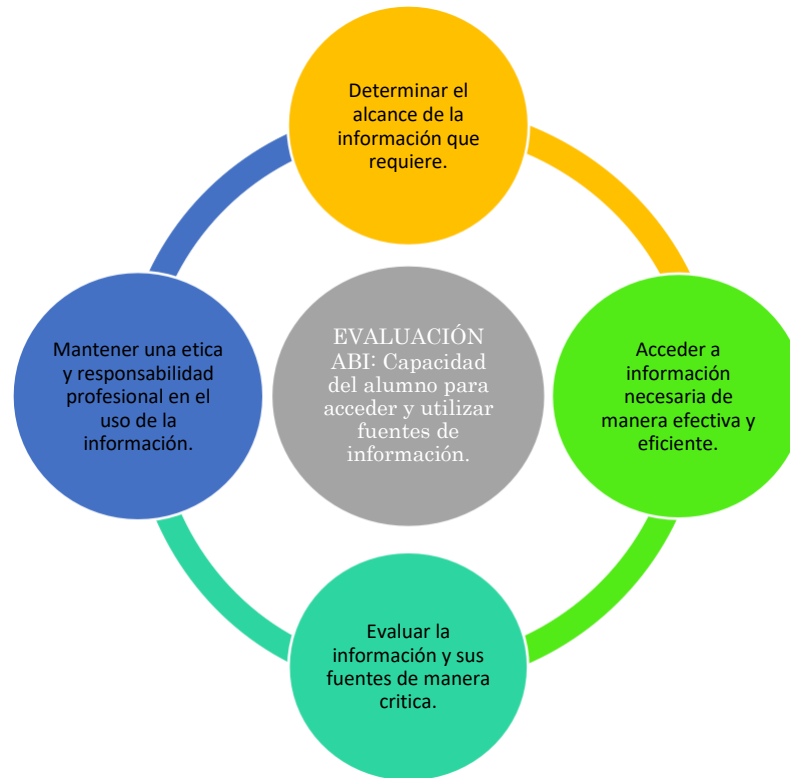 Determinar el
alcance de la
información que
requiere.
Mantener una etica
y responsabilidad
profesional en el
uso de la
información.
EVALUACIÓN
ABI: Capacidad
del alumno para
acceder y utilizar
fuentes de
información.
Acceder a
información
necesaria de
manera efectiva y
eficiente.
Evaluar la
información y sus
fuentes de manera
critica.